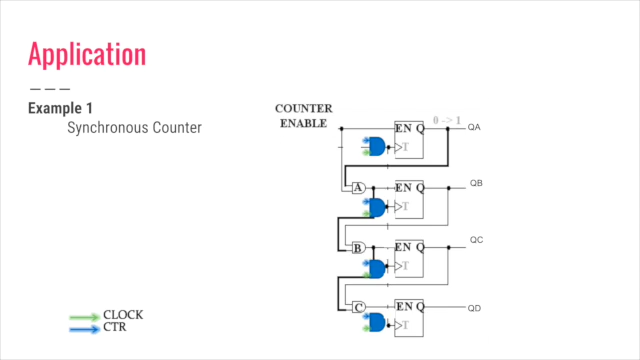 Application
Example 1
Synchronous Counter
COUNTER
ENABLE
EN Q
0 -> 1
QA
T
A
EN Q
QB
T
B
EN Q
QC
T
C
EN Q
QD
T
CLOCK
CTR